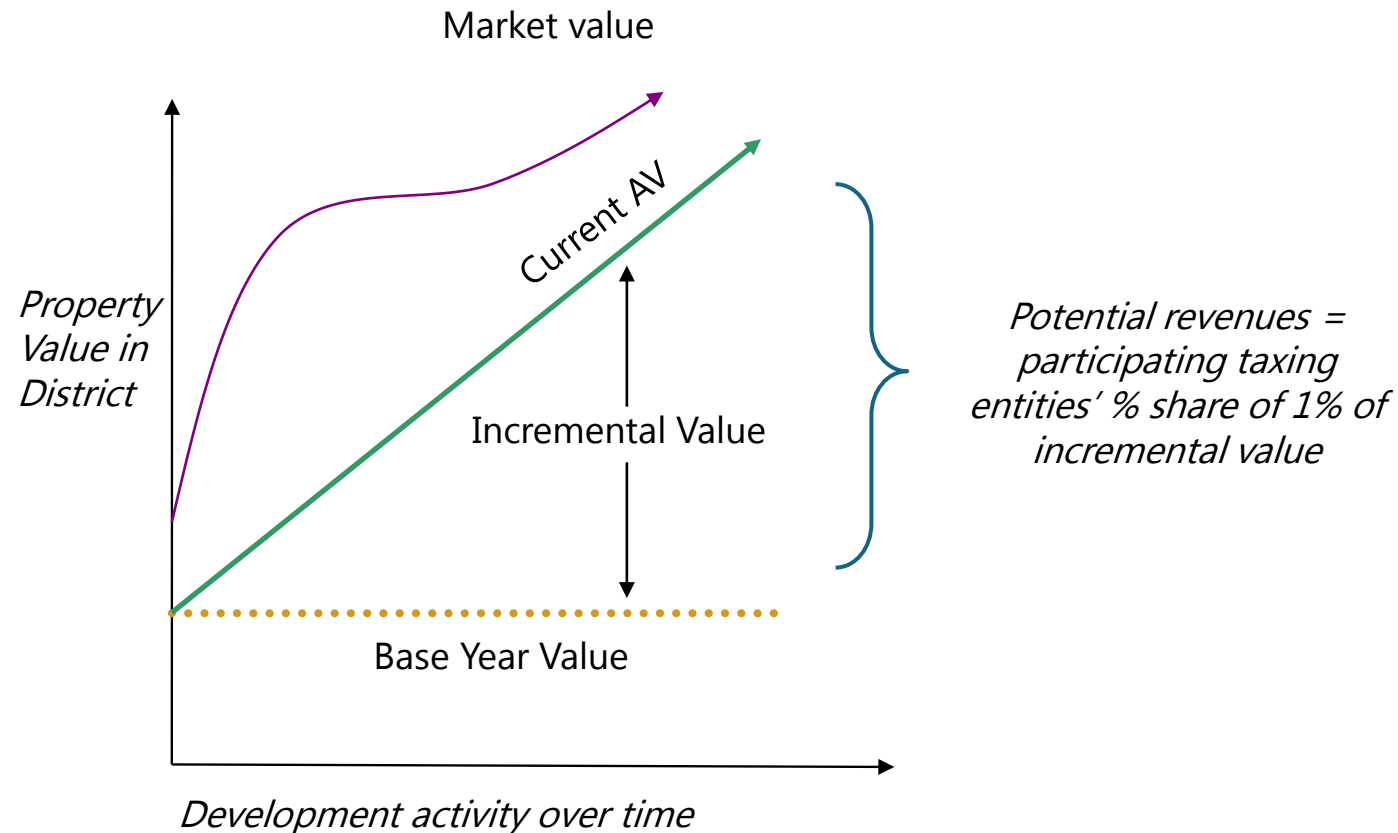 Market value
Current AV
Property
Value in
District
Incremental Value
Potential revenues =
participating taxing
entities’ % share of 1% of
incremental value
Base Year Value
Development activity over time